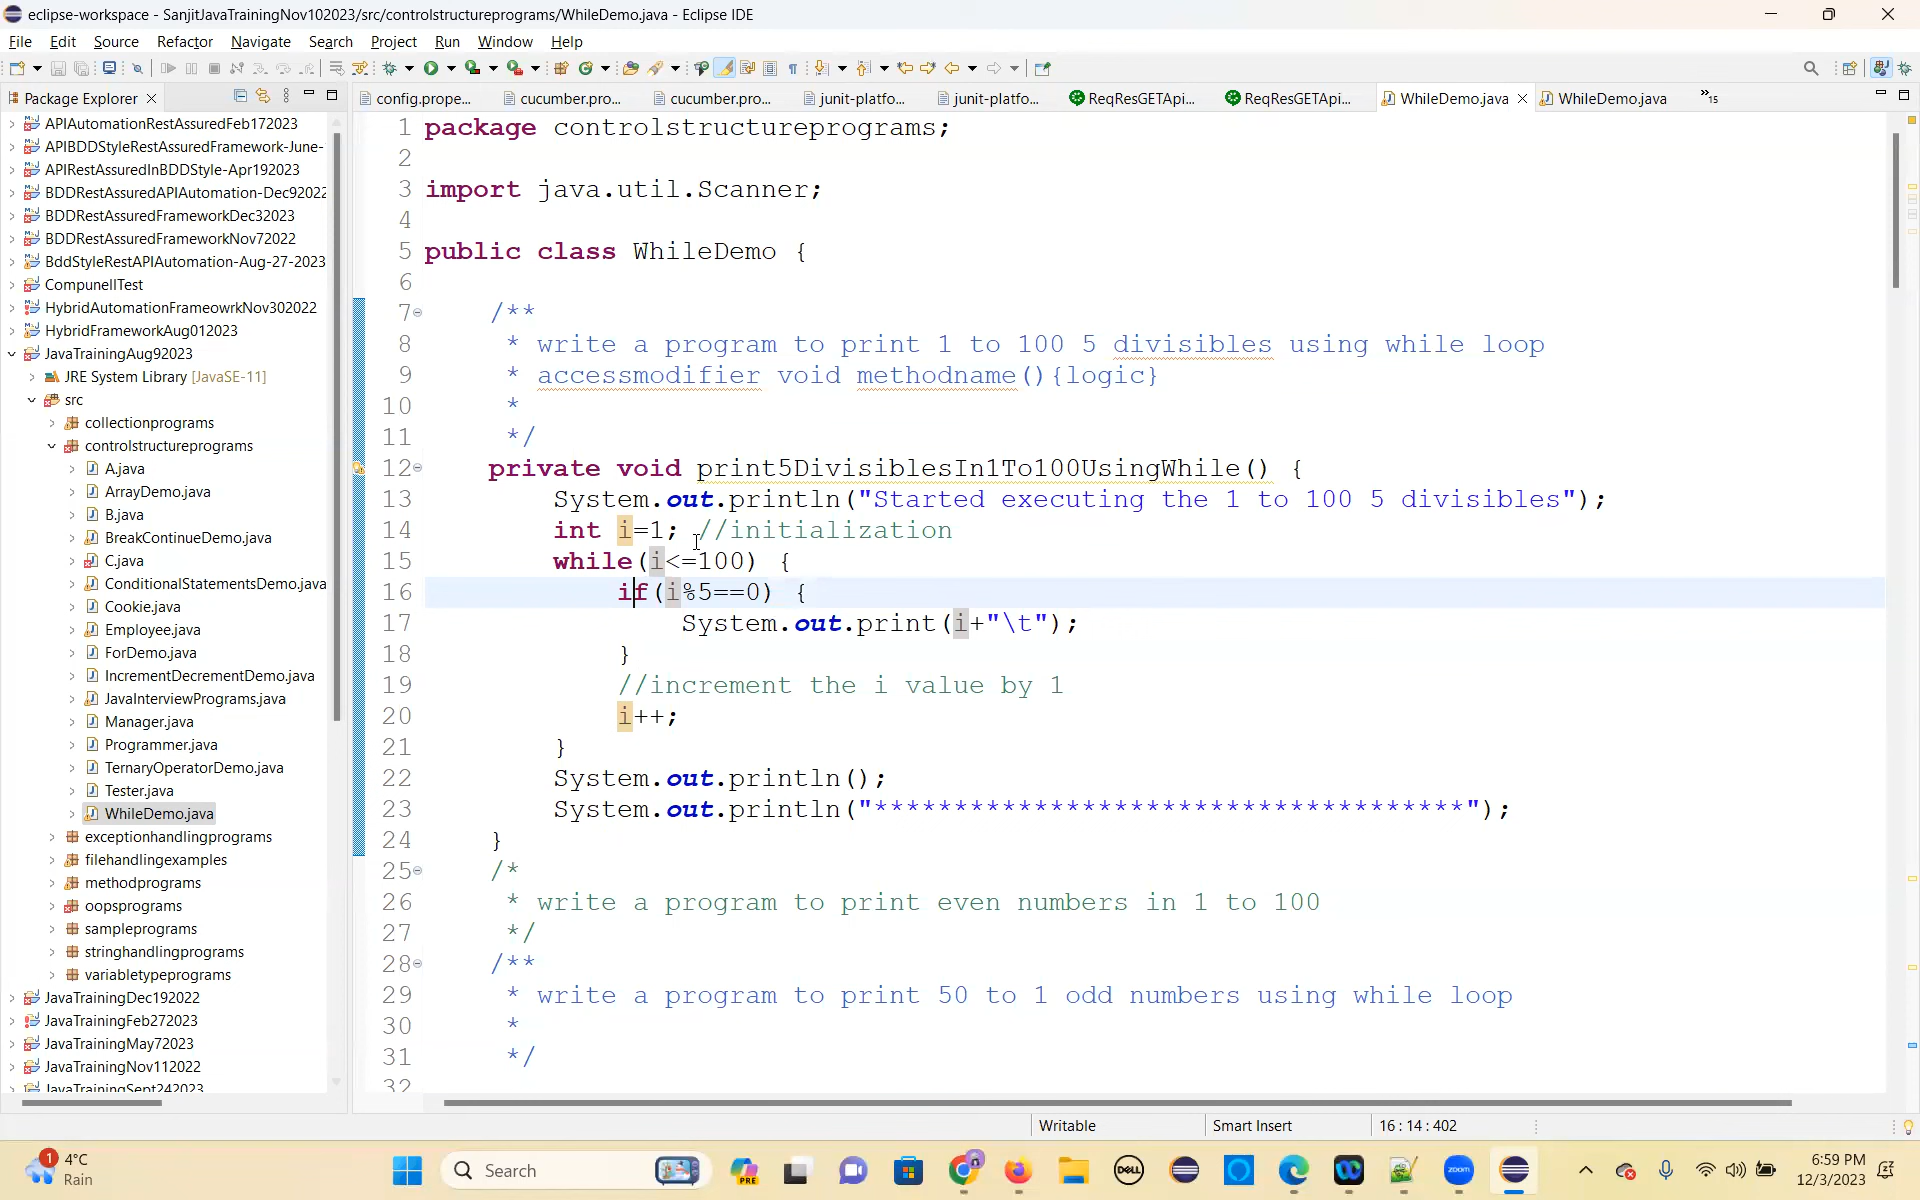 eclipse-workspace - SanjitJavaTrainingNov102023/src/controlstructureprograms/WhileDemo.java - Eclipse IDE
File Edit Source Refactor Navigate Search Project Run Window Help
Package Explorer
config.prope...
cucumber.pro...
cucumber.pro...
junit-platfo...
junit-platfo...
ReqResGETApi...
ReqResGETApi...
WhileDemo.java
WhileDemo.java
»15
APIAutomationRestAssuredFeb172023
APIBDDStyleRestAssuredFramework-June-
APIRestAssuredInBDDStyle-Apr192023
BDDRestAssuredAPIAutomation-Dec92022
BDDRestAssuredFrameworkDec32023
BDDRestAssuredFrameworkNov72022
BddStyleRestAPIAutomation-Aug-27-2023
CompunellTest
HybridAutomationFrameowrkNov302022
HybridFrameworkAug012023
JavaTrainingAug92023
JRE System Library [JavaSE-11]
src
collectionprograms
controlstructureprograms
A.java
ArrayDemo.java
B.java
BreakContinueDemo.java
C.java
ConditionalStatementsDemo.java
Cookie.java
Employee.java
ForDemo.java
IncrementDecrementDemo.java
JavaInterviewPrograms.java
Manager.java
Programmer.java
TernaryOperatorDemo.java
Tester.java
WhileDemo.java
exceptionhandlingprograms
filehandlingexamples
methodprograms
oopsprograms
sampleprograms
stringhandlingprograms
variabletypeprograms
JavaTrainingDec192022
JavaTrainingFeb272023
JavaTrainingMay72023
JavaTrainingNov112022
JavaTrainingSept242023
1 package controlstructureprograms;
2
3 import java.util.Scanner;
4
5 public class WhileDemo {
6
7 /**
8 * write a program to print 1 to 100 5 divisibles using while loop
9 * accessmodifier void methodname(){logic}
10 *
11 */
12 private void print5DivisiblesIn1To100UsingWhile() {
13 System.out.println("Started executing the 1 to 100 5 divisibles");
14 int i=1; //initialization
15 while(i<=100) {
16 if(i%5==0) {
17 System.out.print(i+"\t");
18 }
19 //increment the i value by 1
20 i++;
21 }
22 System.out.println();
23 System.out.println("*************************************");
24 }
25 /*
26 * write a program to print even numbers in 1 to 100
27 */
28 /**
29 * write a program to print 50 to 1 odd numbers using while loop
30 *
31 */
32
Writable
Smart Insert
16 : 14 : 402
1
4°C
Rain
Search
PRE
DELL
zoom
6:59 PM
12/3/2023